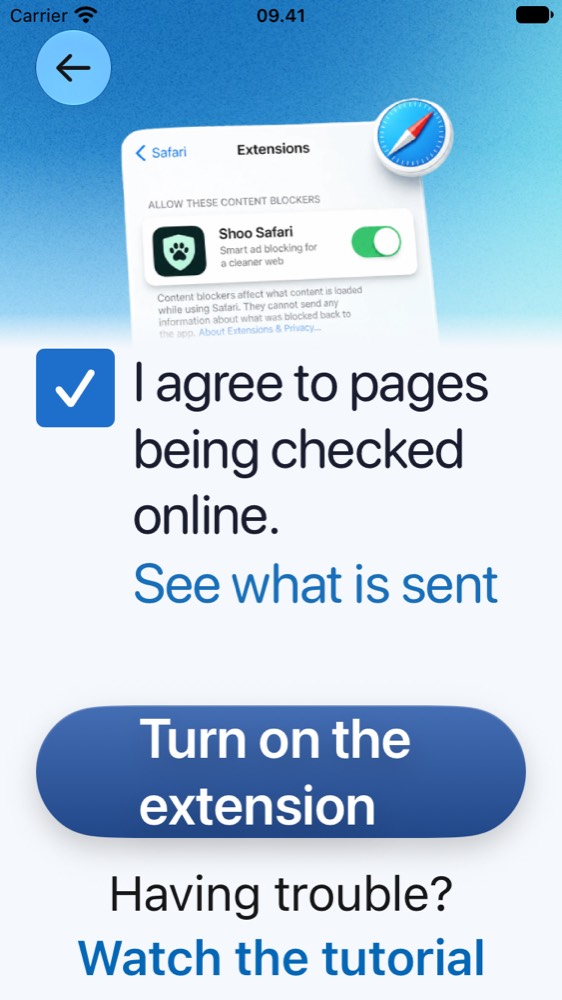 Carrier
09.41
Safari
Extensions
ALLOW THESE CONTENT BLOCKERS
Shoo Safari
Smart ad blocking for
a cleaner web
Content blockers affect what content is loaded
while using Safari. They cannot send any
information about what was blocked back to
the app. About Extensions & Privacy...
I agree to pages
being checked
online.
See what is sent
Turn on the
extension
Having trouble?
Watch the tutorial